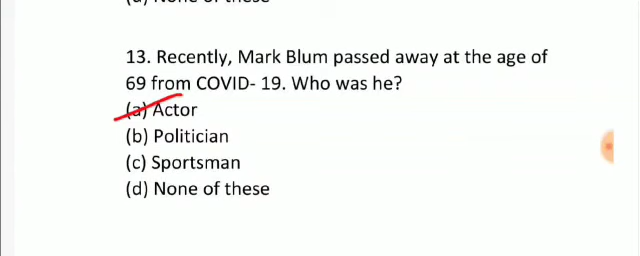 13. Recently, Mark Blum passed away at the age of
69 from COVID- 19. Who was he?
(a) Actor
(b) Politician
(c) Sportsman
(d) None of these